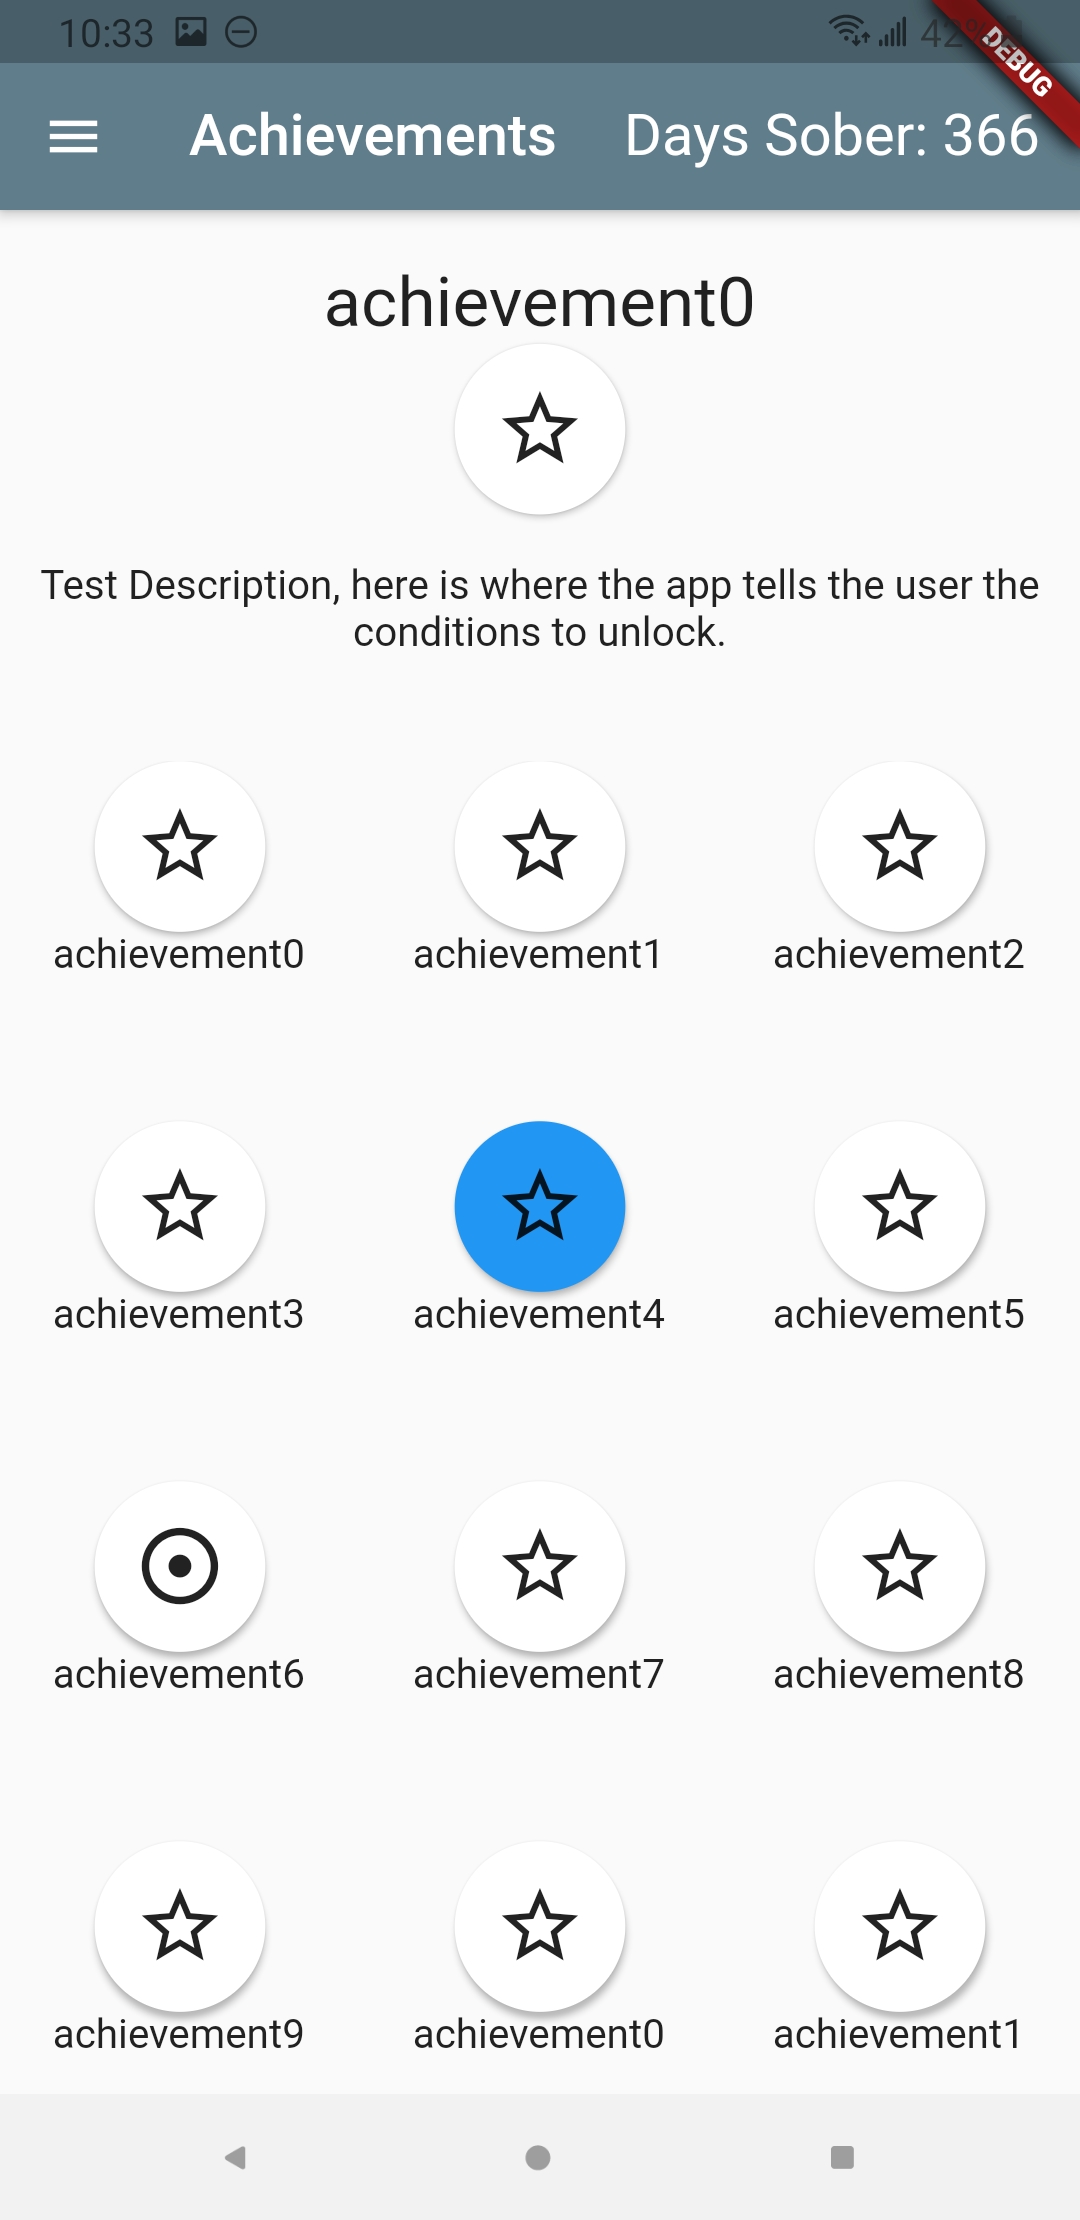 10:33 42%
DEBUG
Achievements Days Sober: 366
achievement0
Test Description, here is where the app tells the user the
conditions to unlock.
achievement0 achievement1 achievement2
achievement3 achievement4 achievement5
achievement6 achievement7 achievement8
achievement9 achievement0 achievement1